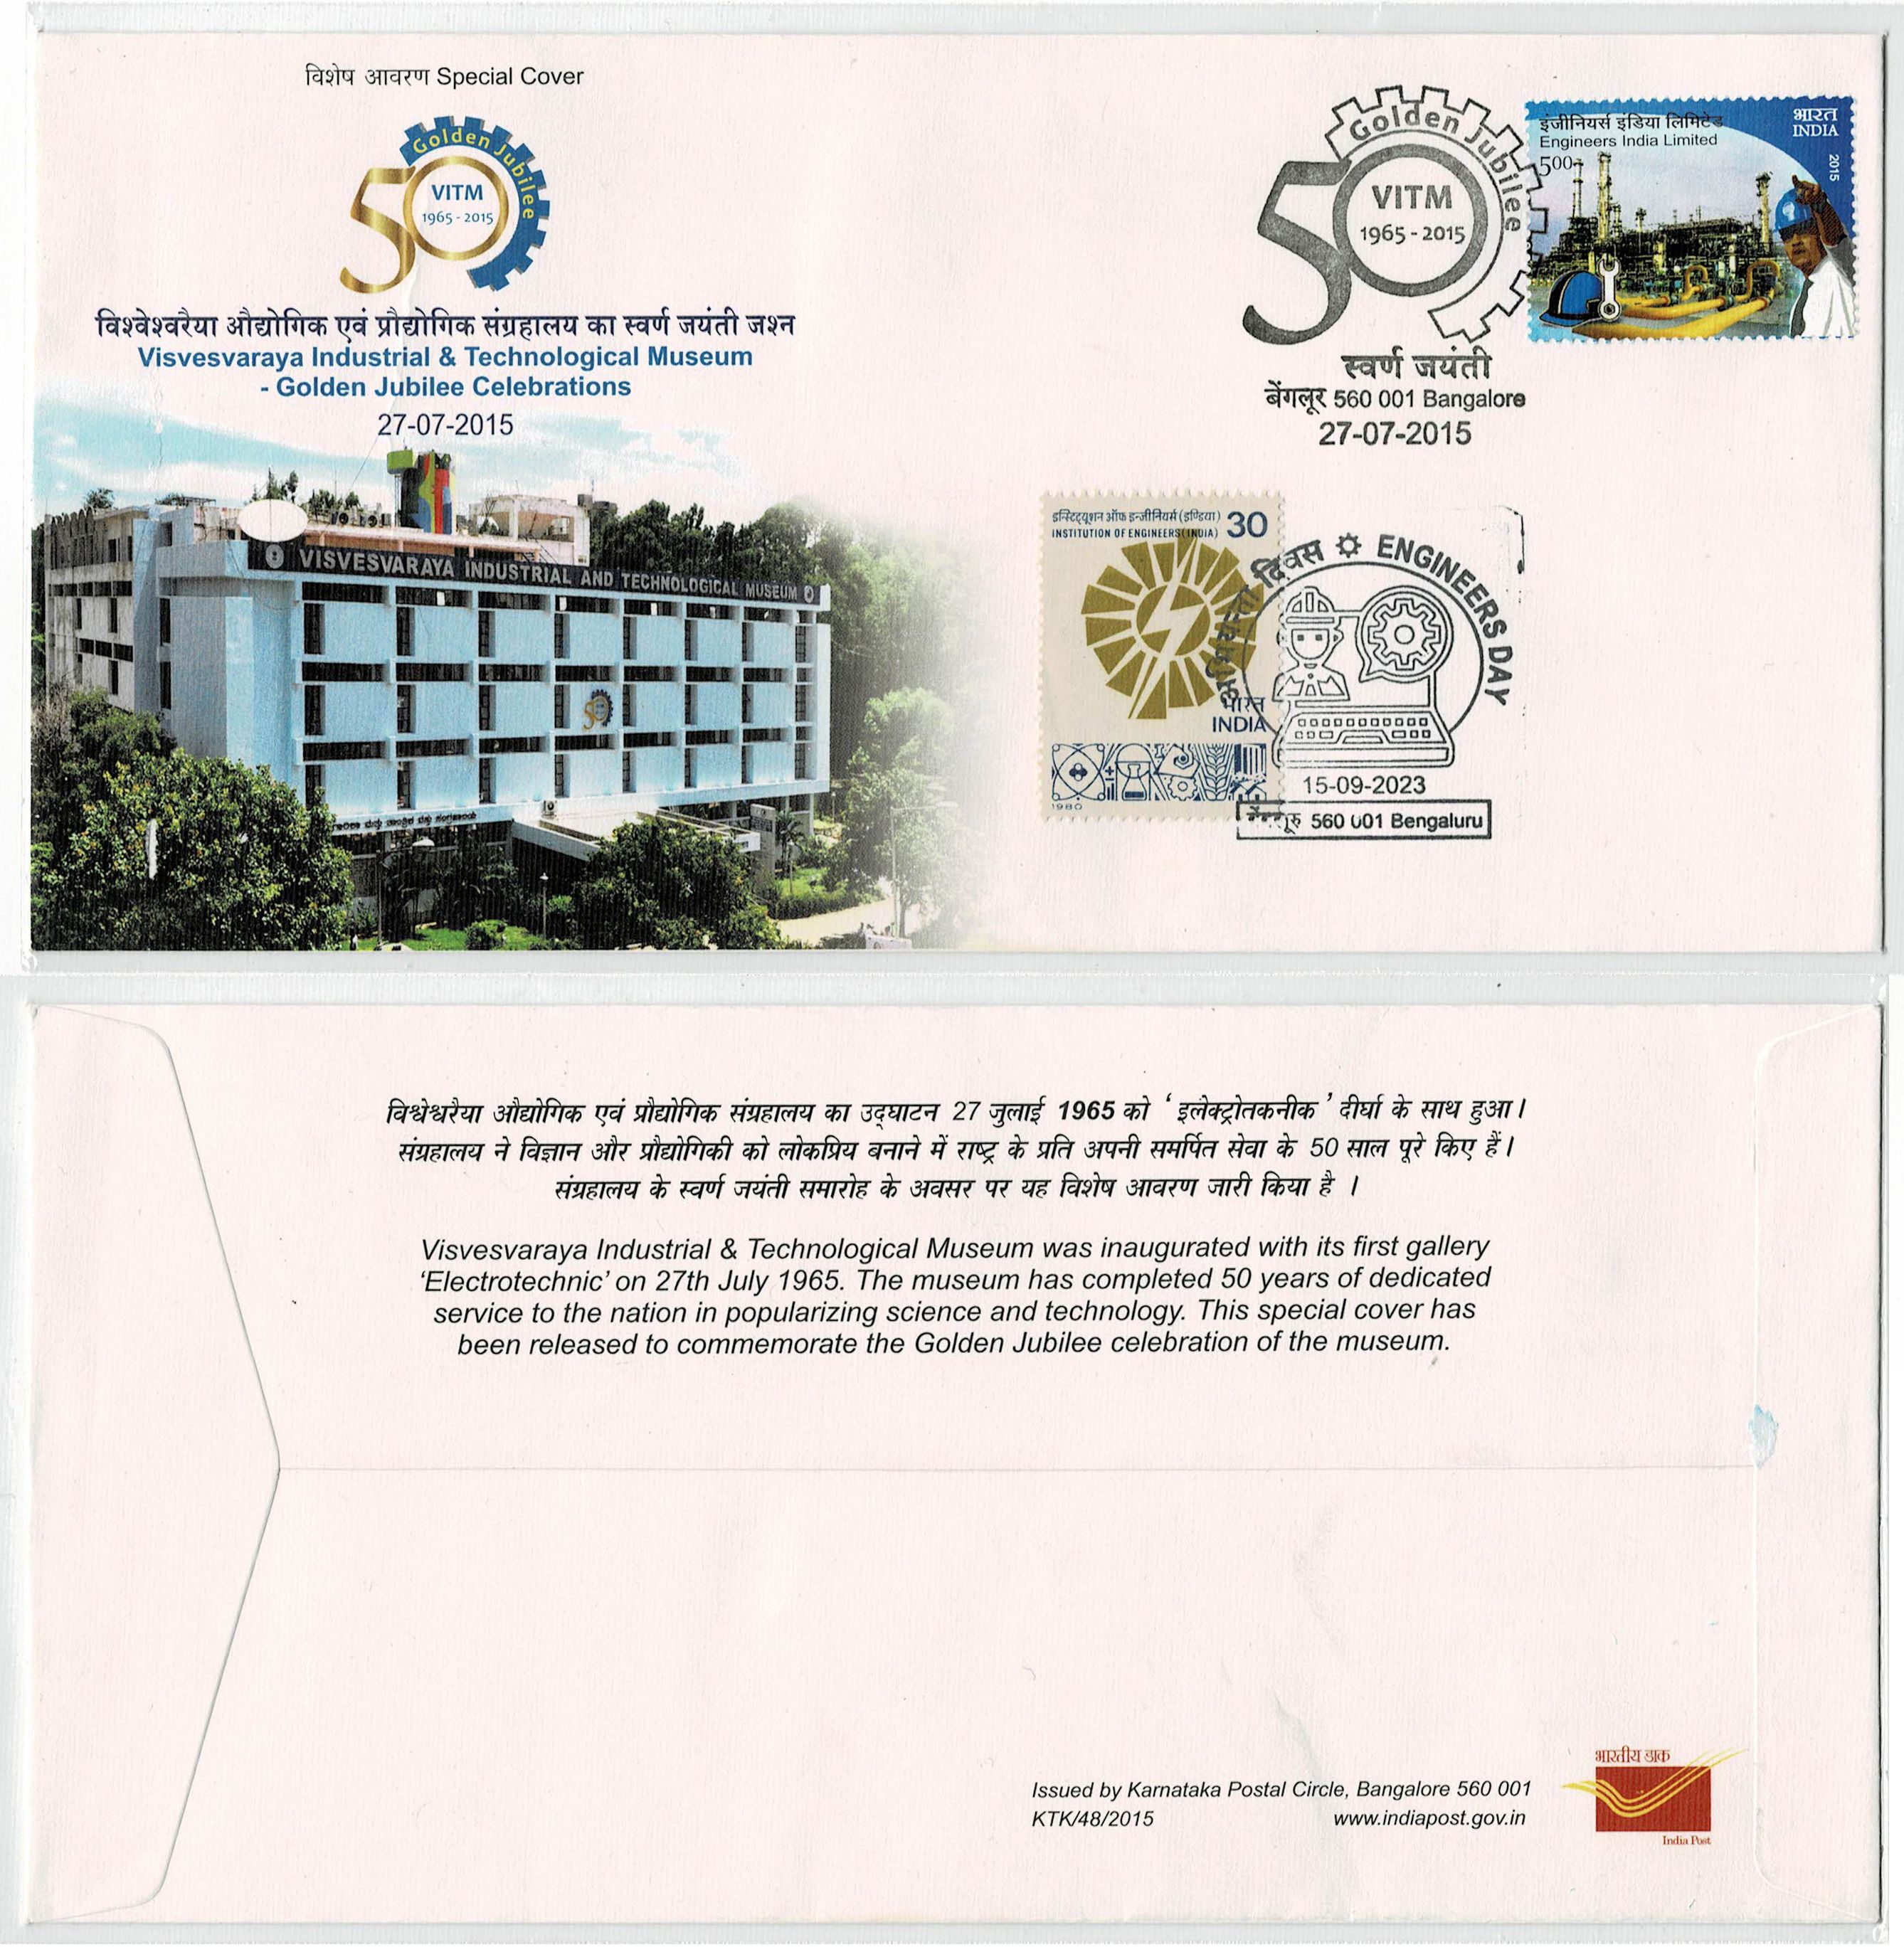 विशेष आवरण Special Cover
Golden Jubilee
50
VITM
1965 - 2015
विश्वेश्वरैया औद्योगिक एवं प्रौद्योगिक संग्रहालय का स्वर्ण जयंती जश्न
Visvesvaraya Industrial & Technological Museum
- Golden Jubilee Celebrations
27-07-2015
VISVESVARAYA INDUSTRIAL AND TECHNOLOGICAL MUSEUM
50
Golden Jubilee
50
VITM
1965 - 2015
स्वर्ण जयंती
बेंगलूर 560 001 Bangalore
27-07-2015
इंजीनियर्स इंडिया लिमिटेड
Engineers India Limited
500
भारत
INDIA
2015
इन्स्टिट्यूशन ऑफ इन्जीनियर्स (इण्डिया) 30
INSTITUTION OF ENGINEERS (INDIA)
भारत
INDIA
1980
दिवस ENGINEERS DAY
15-09-2023
560 001 Bengaluru
विश्वेश्वरैया औद्योगिक एवं प्रौद्योगिक संग्रहालय का उद्घाटन 27 जुलाई 1965 को ' इलेक्ट्रोतकनीक ' दीर्घा के साथ हुआ।
संग्रहालय ने विज्ञान और प्रौद्योगिकी को लोकप्रिय बनाने में राष्ट्र के प्रति अपनी समर्पित सेवा के 50 साल पूरे किए हैं।
संग्रहालय के स्वर्ण जयंती समारोह के अवसर पर यह विशेष आवरण जारी किया है ।
Visvesvaraya Industrial & Technological Museum was inaugurated with its first gallery
'Electrotechnic' on 27th July 1965. The museum has completed 50 years of dedicated
service to the nation in popularizing science and technology. This special cover has
been released to commemorate the Golden Jubilee celebration of the museum.
Issued by Karnataka Postal Circle, Bangalore 560 001
KTK/48/2015 www.indiapost.gov.in
भारतीय डाक
India Post